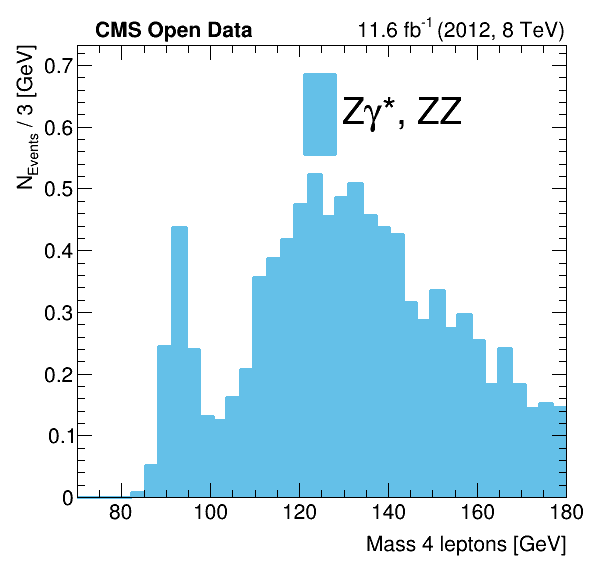 CMS Open Data 11.6 fb⁻¹ (2012, 8 TeV)
N_Events / 3 [GeV]
0.7
0.6
0.5
0.4
0.3
0.2
0.1
0
Zγ*, ZZ
80 100 120 140 160 180
Mass 4 leptons [GeV]